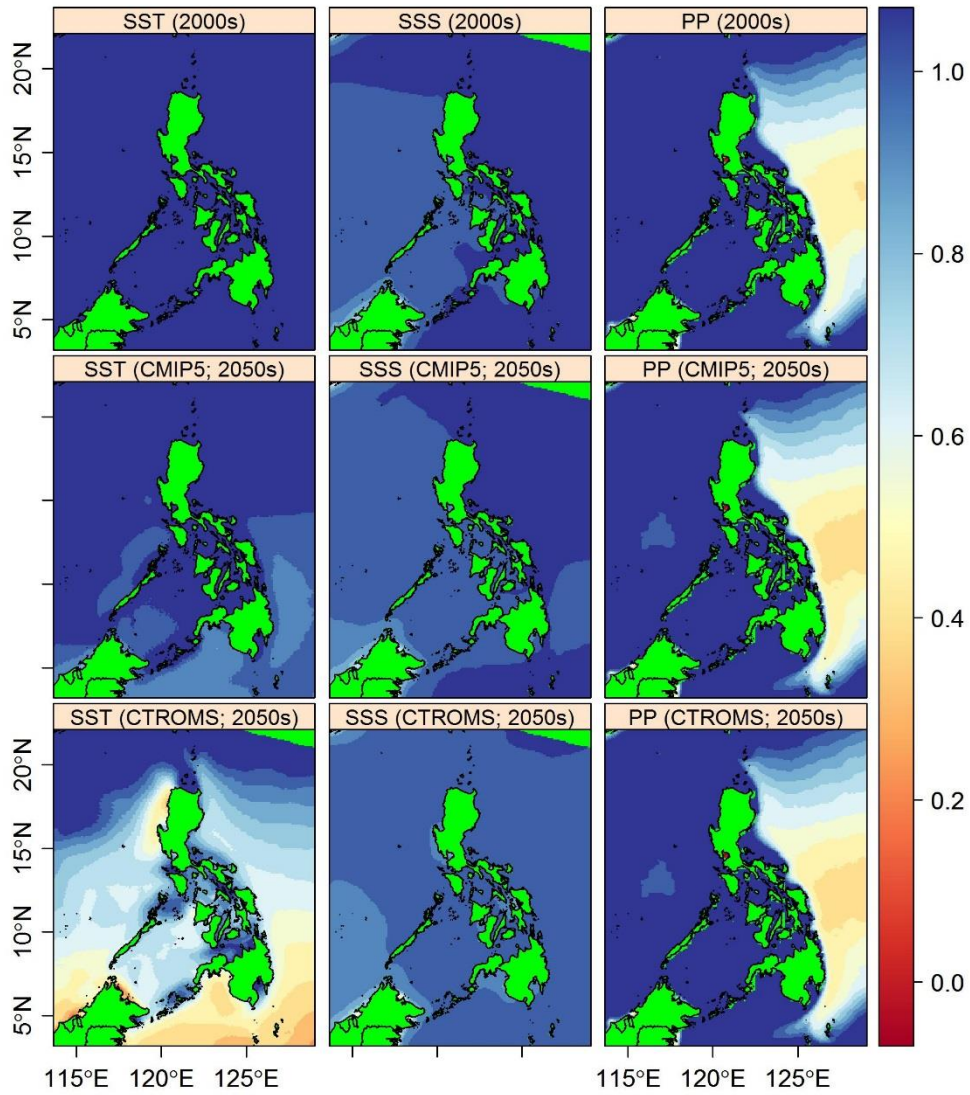 SST (2000s) SSS (2000s) PP (2000s)
20°N
15°N
10°N
5°N
SST (CMIP5; 2050s) SSS (CMIP5; 2050s) PP (CMIP5; 2050s)
SST (CTROMS; 2050s) SSS (CTROMS; 2050s) PP (CTROMS; 2050s)
20°N
15°N
10°N
5°N
115°E 120°E 125°E
115°E 120°E 125°E
1.0
0.8
0.6
0.4
0.2
0.0